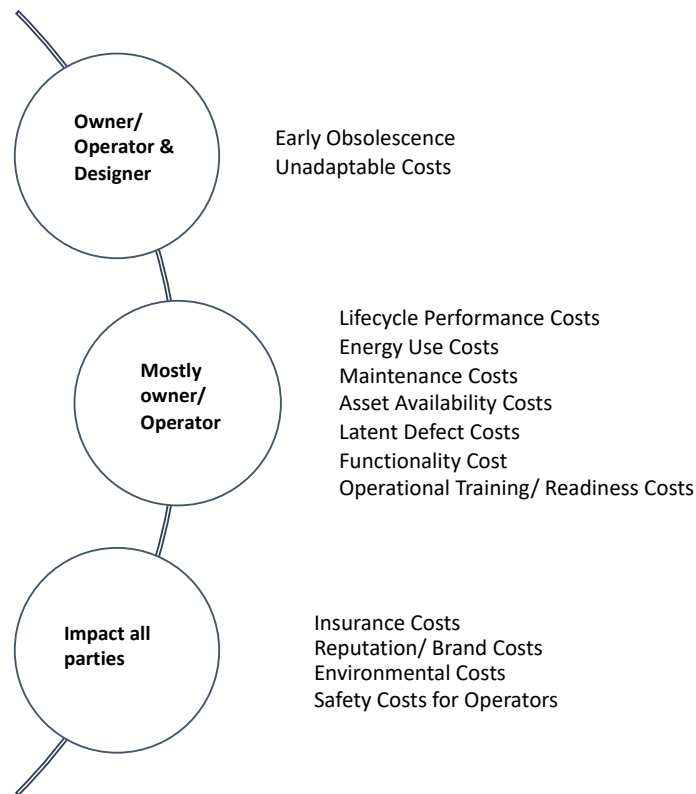 Owner/
Operator &
Designer
Early Obsolescence
Unadaptable Costs
Mostly
owner/
Operator
Lifecycle Performance Costs
Energy Use Costs
Maintenance Costs
Asset Availability Costs
Latent Defect Costs
Functionality Cost
Operational Training/ Readiness Costs
Impact all
parties
Insurance Costs
Reputation/ Brand Costs
Environmental Costs
Safety Costs for Operators